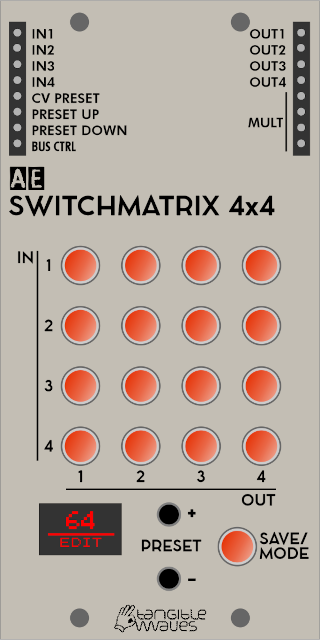 IN1 OUT1
IN2 OUT2
IN3 OUT3
IN4 OUT4
CV PRESET
PRESET UP MULT
PRESET DOWN
BUS CTRL
AE
SWITCHMATRIX 4x4
IN 1
2
3
4
1 2 3 4
OUT
64
EDIT
+
PRESET
-
SAVE/
MODE
tangible
waves